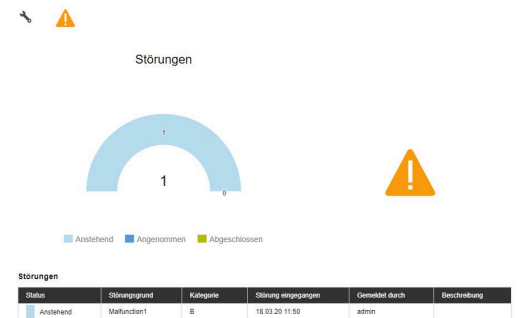 Störungen
1
1
0
Anstehend Angenommen Abgeschlossen
Störungen
Status Störungsgrund Kategorie Störung eingegangen Gemeldet durch Beschreibung
Anstehend Malfunction1 B 18.03.20 11:50 admin